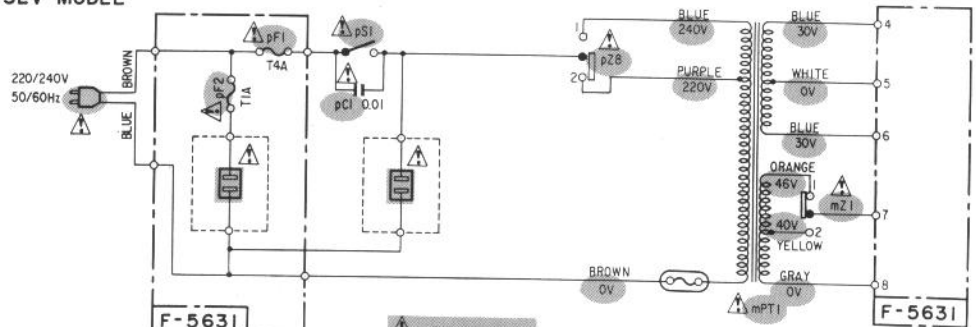 SEV MODEL
220/240V
50/60Hz
BROWN
BLUE
pF1
T4A
pF2
T1A
pS1
pC1 0.01
1
pZ8
2
BLUE
240V
PURPLE
220V
BROWN
0V
mPT1
BLUE
30V
4
WHITE
0V
5
BLUE
30V
6
ORANGE
46V
1
mZ1
7
40V
2
YELLOW
GRAY
0V
8
F-5631
F-5631